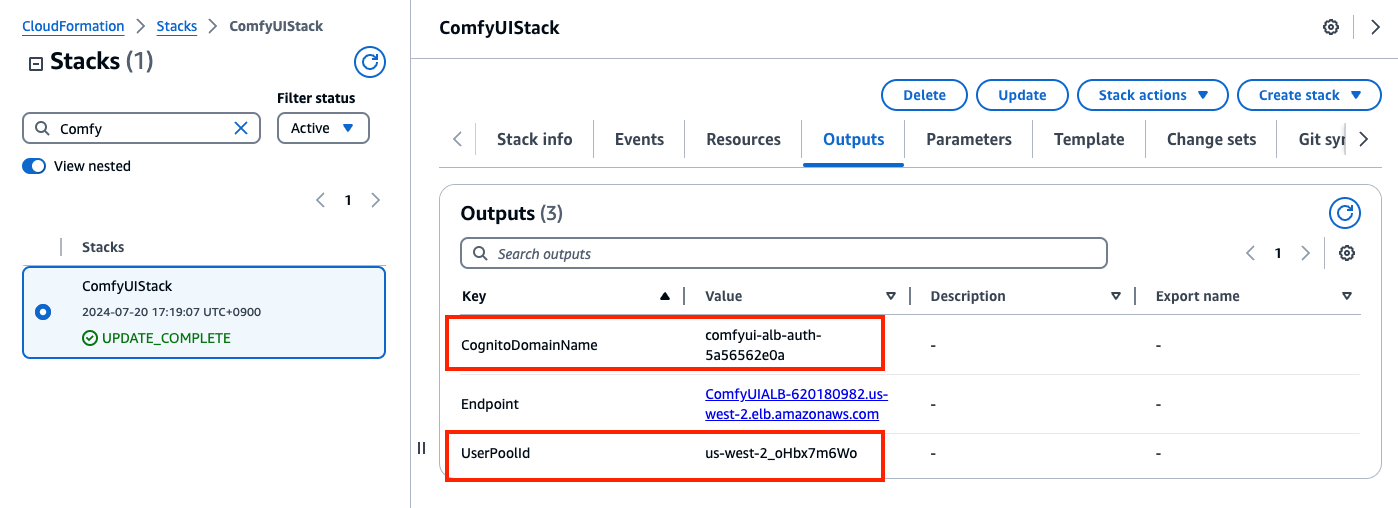 CloudFormation > Stacks > ComfyUIStack
Stacks (1)
Filter status
Comfy
Active
View nested
1
Stacks
ComfyUIStack
2024-07-20 17:19:07 UTC+0900
UPDATE_COMPLETE
ComfyUIStack
Delete Update Stack actions Create stack
Stack info Events Resources Outputs Parameters Template Change sets Git syn
Outputs (3)
Search outputs
1
Key Value Description Export name
CognitoDomainName comfyui-alb-auth-
5a56562e0a - -
Endpoint ComfyUIALB-620180982.us-
west-2.elb.amazonaws.com - -
UserPoolId us-west-2_oHbx7m6Wo - -